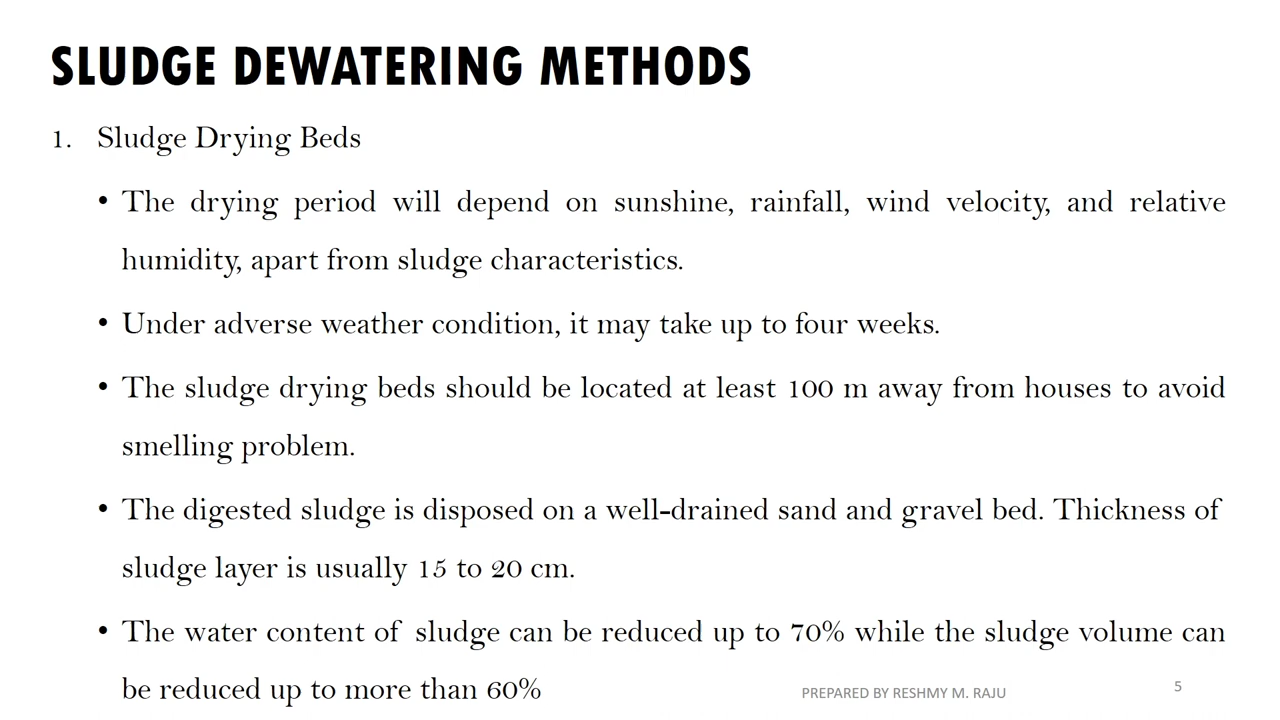 SLUDGE DEWATERING METHODS
1. Sludge Drying Beds
• The drying period will depend on sunshine, rainfall, wind velocity, and relative
humidity, apart from sludge characteristics.
• Under adverse weather condition, it may take up to four weeks.
• The sludge drying beds should be located at least 100 m away from houses to avoid
smelling problem.
• The digested sludge is disposed on a well-drained sand and gravel bed. Thickness of
sludge layer is usually 15 to 20 cm.
• The water content of sludge can be reduced up to 70% while the sludge volume can
be reduced up to more than 60%
PREPARED BY RESHMY M. RAJU
5